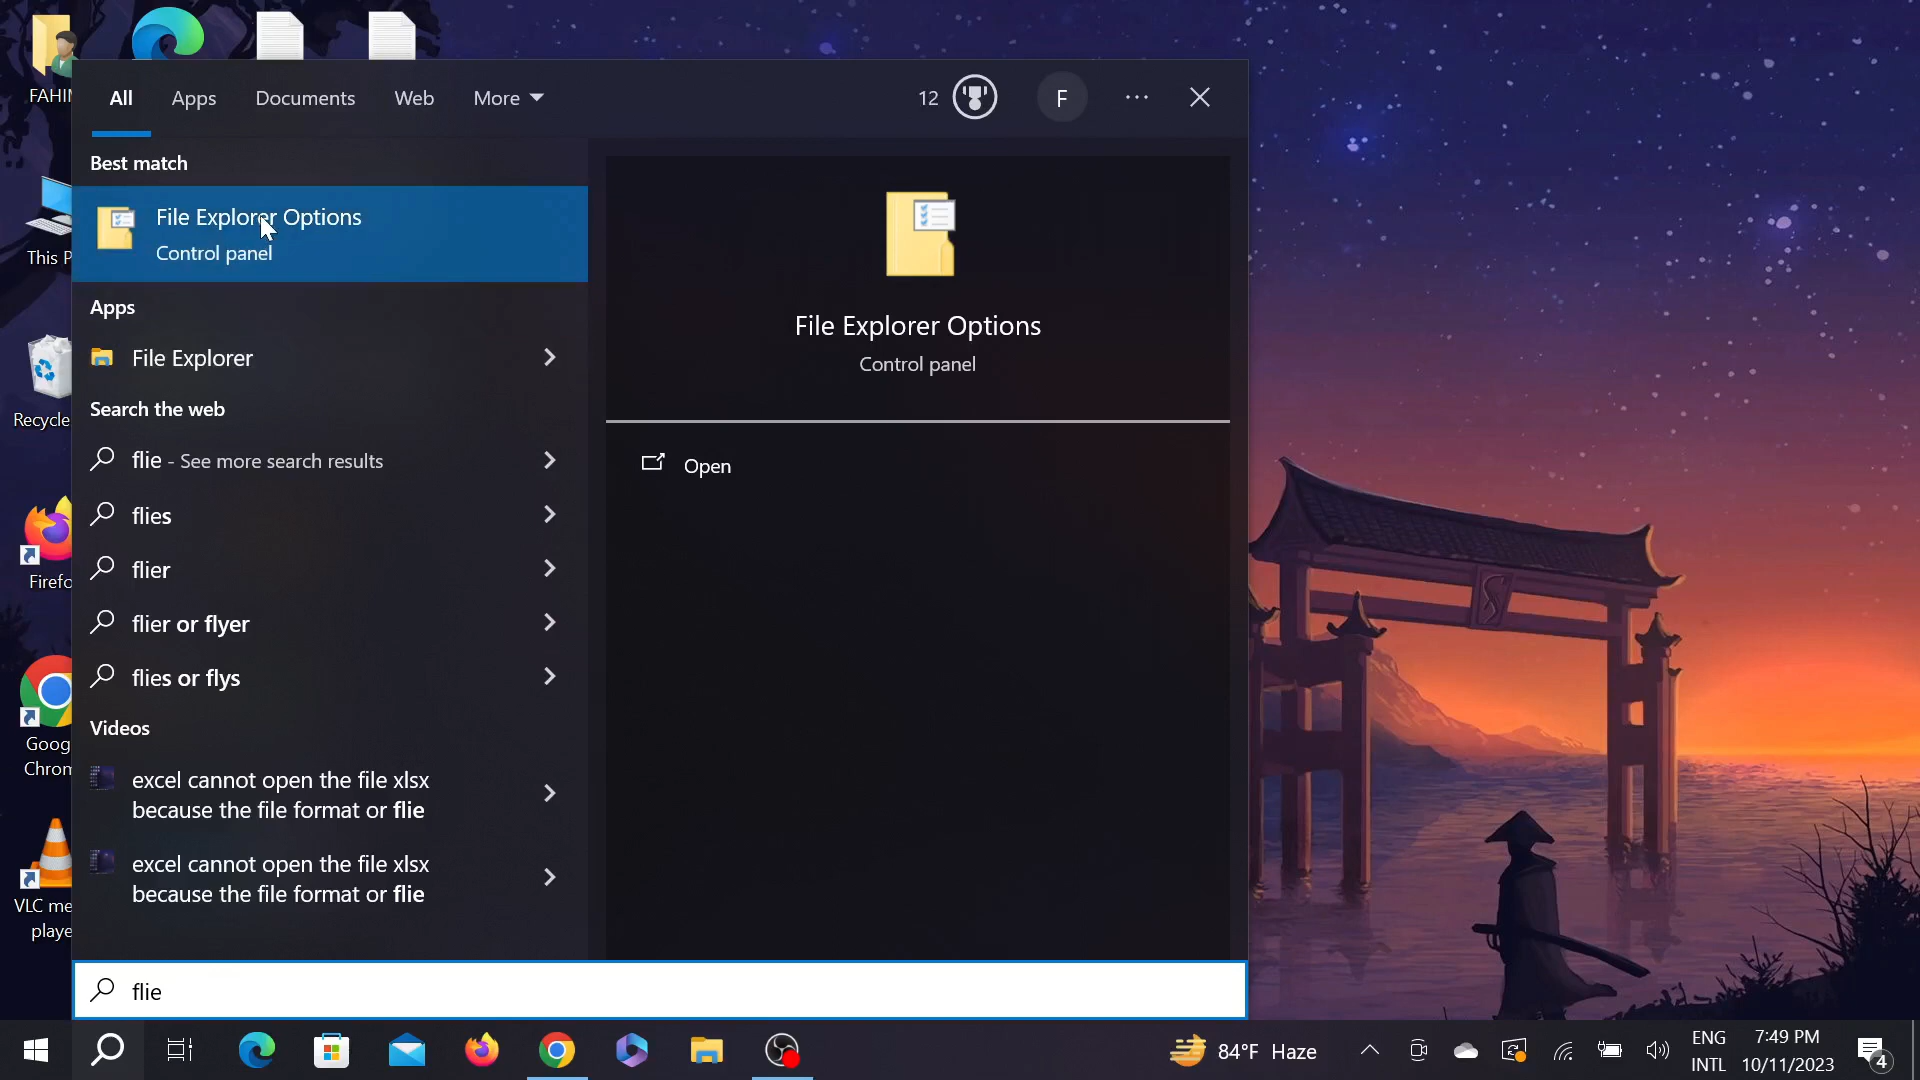 FAHIM
All
Apps
Documents
Web
More
12
F
Best match
File Explorer Options
Control panel
Apps
File Explorer
Search the web
flie - See more search results
flies
flier
flier or flyer
flies or flys
Videos
excel cannot open the file xlsx
because the file format or flie
excel cannot open the file xlsx
because the file format or flie
File Explorer Options
Control panel
Open
This P
Recycle
Firefo
Goog
Chrom
VLC me
playe
flie
84°F Haze
ENG
INTL
7:49 PM
10/11/2023
4